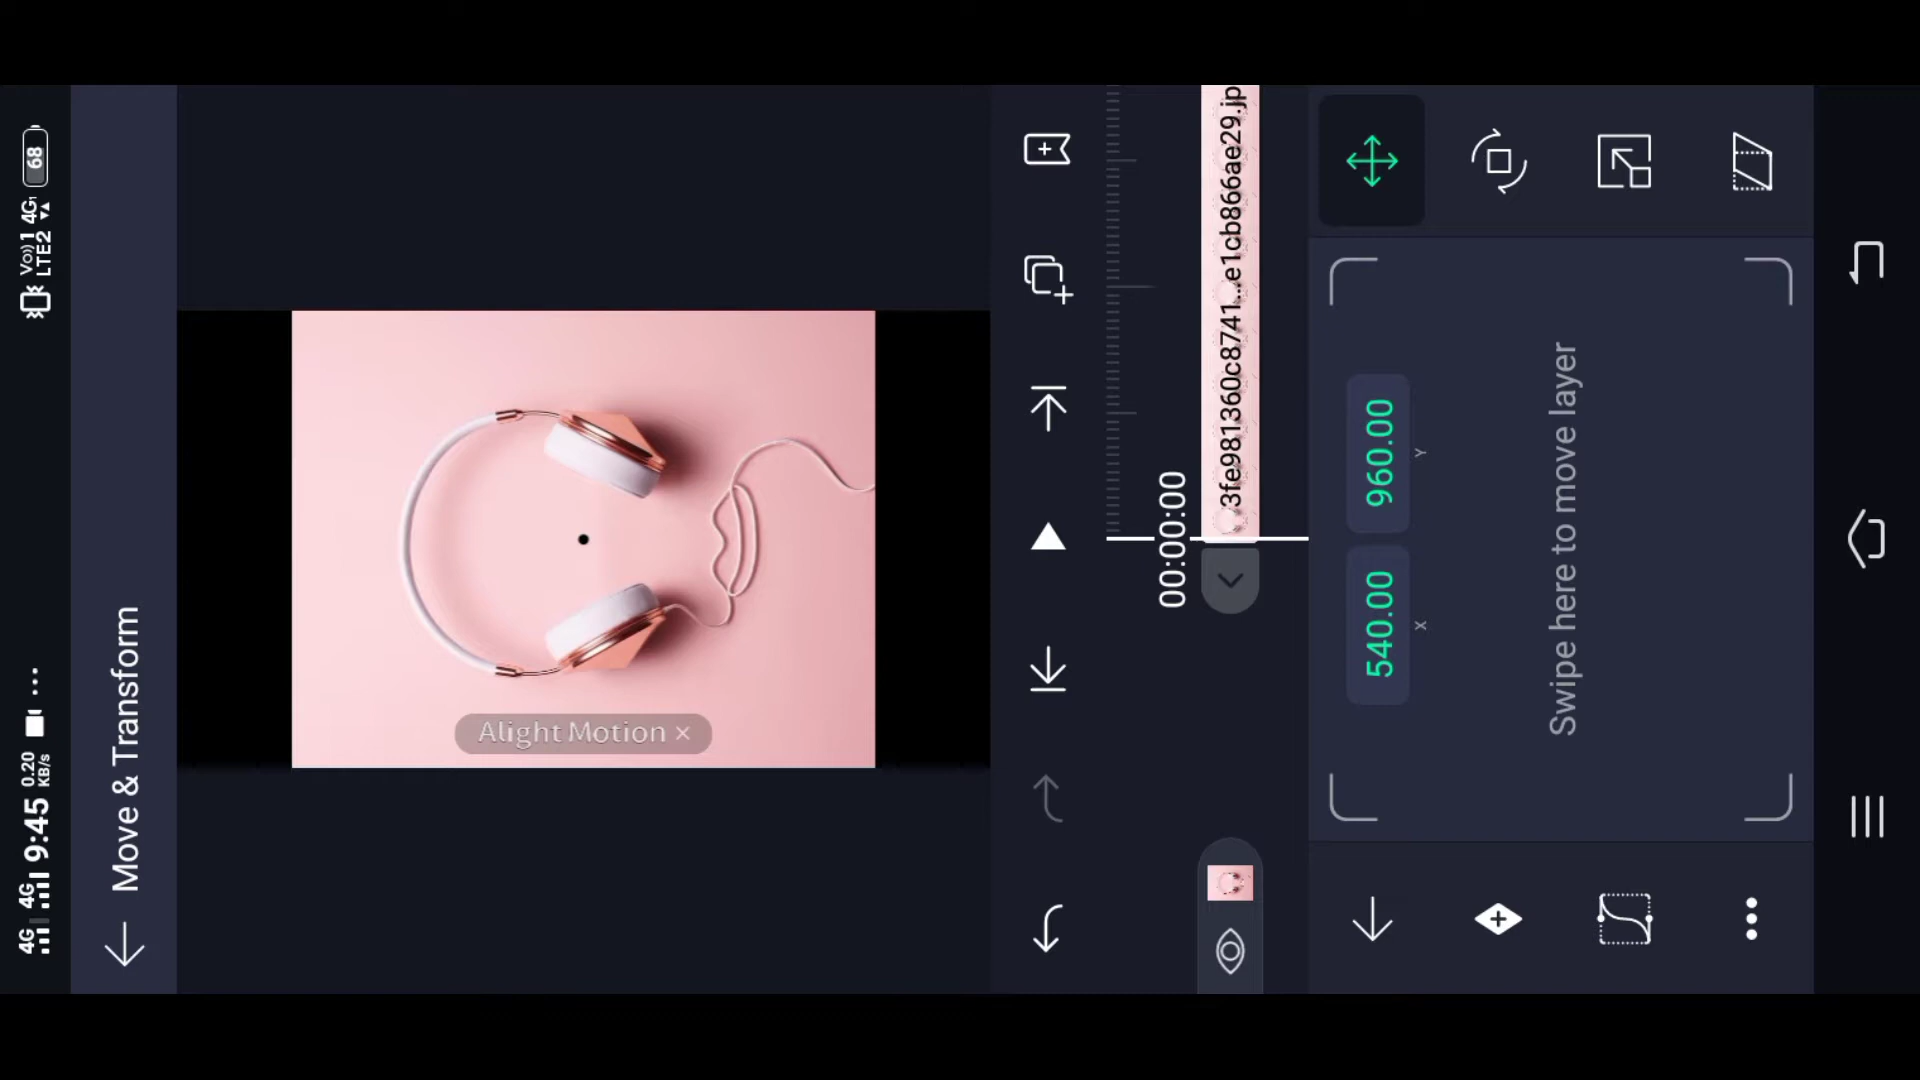 4G 4G 9:45 0.20 KB/s ... Vo)) 1 4G LTE2 68
Move & Transform
Alight Motion ×
00:00:00
3fe981360c8741...e1cb866ae29.jp
540.00 960.00
X Y
Swipe here to move layer